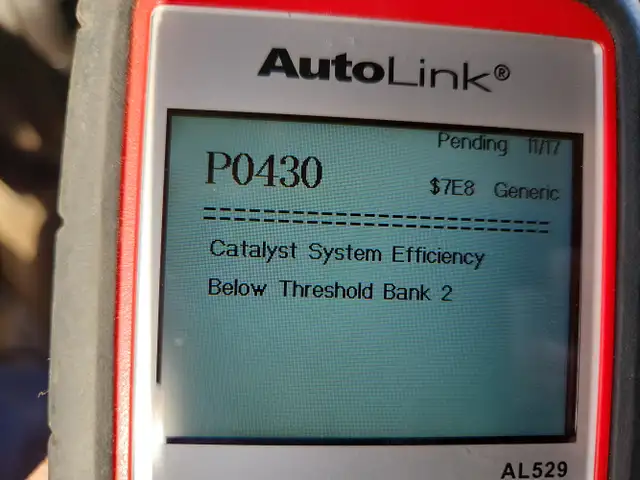 AutoLink®
Pending 11/17
P0430
$7E8 Generic
==============================
Catalyst System Efficiency
Below Threshold Bank 2
AL529